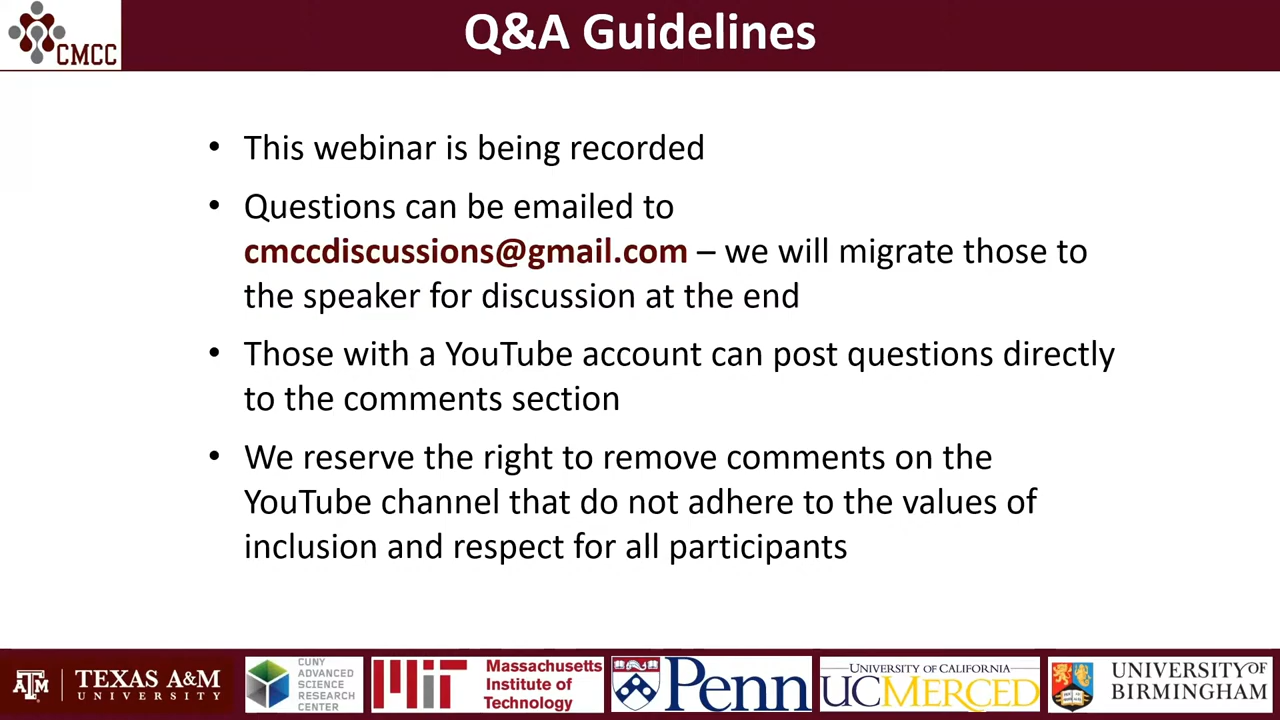 CMCC
Q&A Guidelines
• This webinar is being recorded
• Questions can be emailed to
cmccdiscussions@gmail.com – we will migrate those to
the speaker for discussion at the end
• Those with a YouTube account can post questions directly
to the comments section
• We reserve the right to remove comments on the
YouTube channel that do not adhere to the values of
inclusion and respect for all participants
ATM
TEXAS A&M
UNIVERSITY
CUNY
ADVANCED
SCIENCE
RESEARCH
CENTER
MIT
Massachusetts
Institute of
Technology
Penn
UNIVERSITY OF CALIFORNIA
UCMERCED
UNIVERSITY OF
BIRMINGHAM